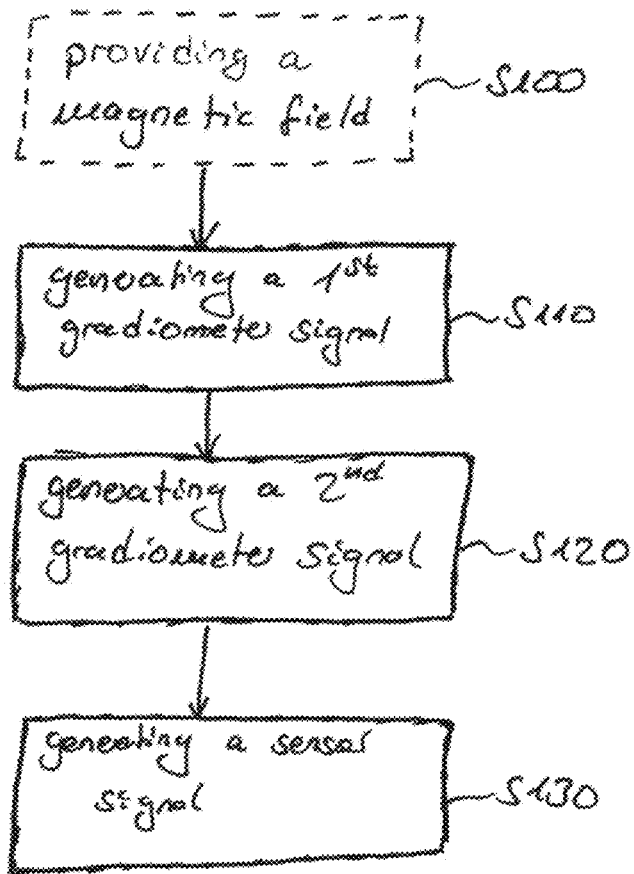 providing a
magnetic field
S100
generating a 1st
gradiometer signal
S110
generating a 2nd
gradiometer signal
S120
generating a sensor
signal
S130